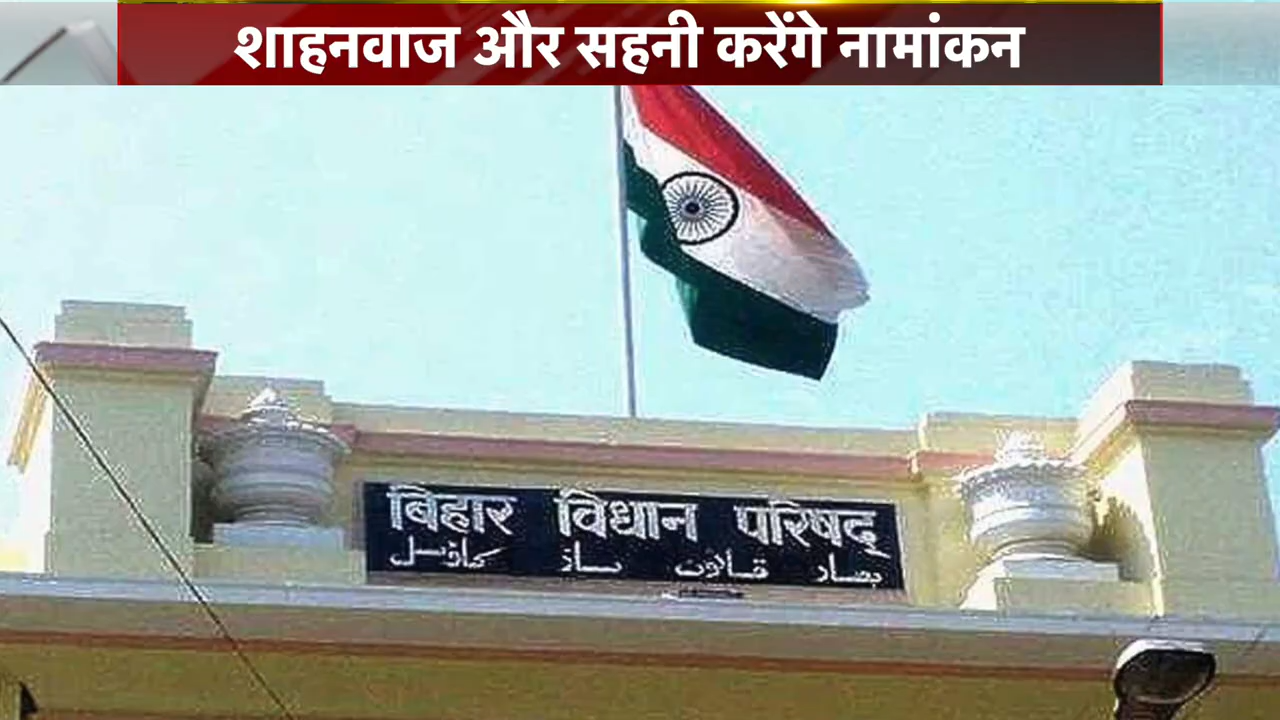 शाहनवाज और सहनी करेंगे नामांकन
बिहार विधान परिषद्
بہار قانون ساز کاؤنسل